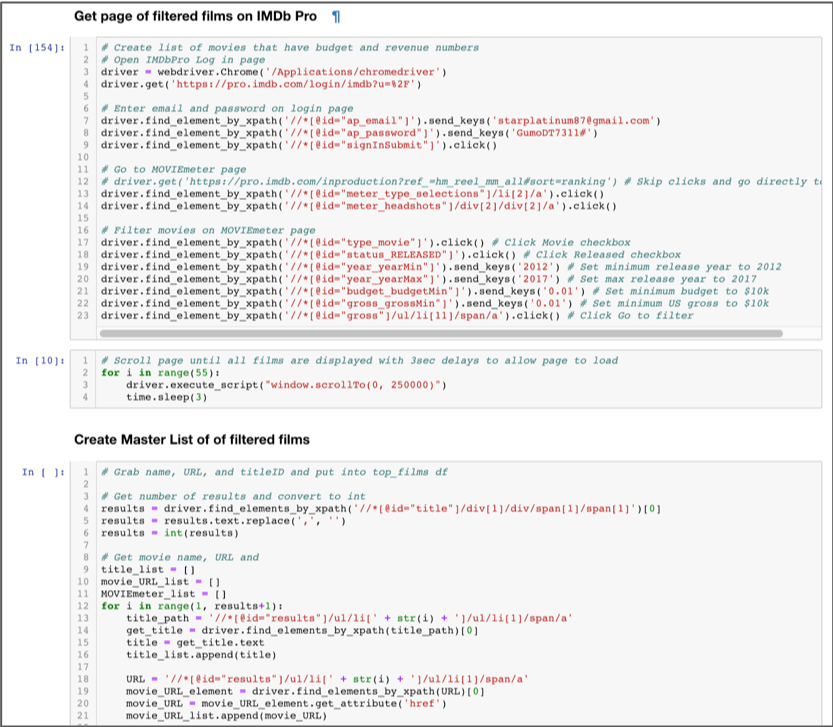 Get page of filtered films on IMDb Pro ¶
In [154]:
1 # Create list of movies that have budget and revenue numbers
2 # Open IMDbPro Log in page
3 driver = webdriver.Chrome('/Applications/chromedriver')
4 driver.get('https://pro.imdb.com/login/imdb?u=%2F')
5
6 # Enter email and password on login page
7 driver.find_element_by_xpath('//*[@id="ap_email"]').send_keys('starplatinum87@gmail.com')
8 driver.find_element_by_xpath('//*[@id="ap_password"]').send_keys('GumoDT7311#')
9 driver.find_element_by_xpath('//*[@id="signInSubmit"]').click()
10
11 # Go to MOVIEmeter page
12 # driver.get('https://pro.imdb.com/inproduction?ref_=hm_reel_mm_all#sort=ranking') # Skip clicks and go directly t
13 driver.find_element_by_xpath('//*[@id="meter_type_selections"]/li[2]/a').click()
14 driver.find_element_by_xpath('//*[@id="meter_headshots"]/div[2]/div[2]/a').click()
15
16 # Filter movies on MOVIEmeter page
17 driver.find_element_by_xpath('//*[@id="type_movie"]').click() # Click Movie checkbox
18 driver.find_element_by_xpath('//*[@id="status_RELEASED"]').click() # Click Released checkbox
19 driver.find_element_by_xpath('//*[@id="year_yearMin"]').send_keys('2012') # Set minimum release year to 2012
20 driver.find_element_by_xpath('//*[@id="year_yearMax"]').send_keys('2017') # Set max release year to 2017
21 driver.find_element_by_xpath('//*[@id="budget_budgetMin"]').send_keys('0.01') # Set minimum budget to $10k
22 driver.find_element_by_xpath('//*[@id="gross_grossMin"]').send_keys('0.01') # Set minimum US gross to $10k
23 driver.find_element_by_xpath('//*[@id="gross"]/ul/li[11]/span/a').click() # Click Go to filter
In [10]:
1 # Scroll page until all films are displayed with 3sec delays to allow page to load
2 for i in range(55):
3     driver.execute_script("window.scrollTo(0, 250000)")
4     time.sleep(3)
Create Master List of of filtered films
In [ ]:
1 # Grab name, URL, and titleID and put into top_films df
2
3 # Get number of results and convert to int
4 results = driver.find_elements_by_xpath('//*[@id="title"]/div[1]/div/span[1]/span[1]')[0]
5 results = results.text.replace(',', '')
6 results = int(results)
7
8 # Get movie name, URL and
9 title_list = []
10 movie_URL_list = []
11 MOVIEmeter_list = []
12 for i in range(1, results+1):
13     title_path = '//*[@id="results"]/ul/li[' + str(i) + ']/ul/li[1]/span/a'
14     get_title = driver.find_elements_by_xpath(title_path)[0]
15     title = get_title.text
16     title_list.append(title)
17
18     URL = '//*[@id="results"]/ul/li[' + str(i) + ']/ul/li[1]/span/a'
19     movie_URL_element = driver.find_elements_by_xpath(URL)[0]
20     movie_URL = movie_URL_element.get_attribute('href')
21     movie_URL_list.append(movie_URL)